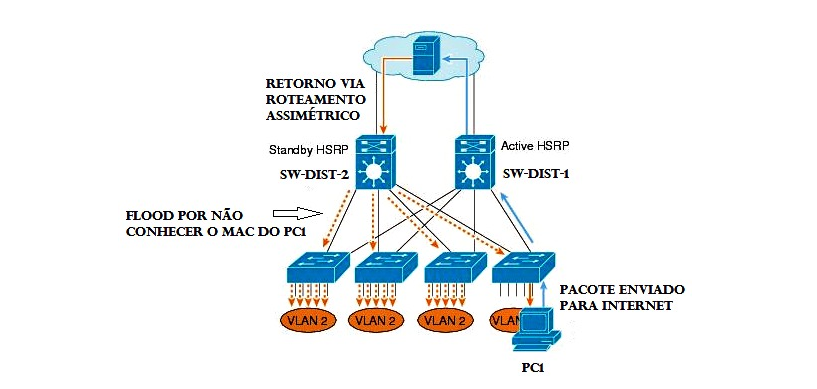 RETORNO VIA
ROTEAMENTO
ASSIMÉTRICO
Standby HSRP
Active HSRP
SW-DIST-2
SW-DIST-1
FLOOD POR NÃO
CONHECER O MAC DO PC1
PACOTE ENVIADO
PARA INTERNET
VLAN 2
VLAN 2
VLAN 2
VLAN
PC1